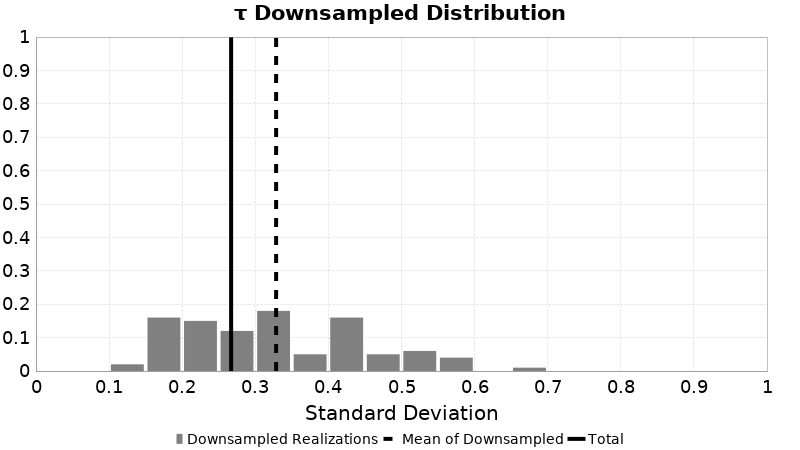 τ Downsampled Distribution
1
0.9
0.8
0.7
0.6
0.5
0.4
0.3
0.2
0.1
0
0 0.1 0.2 0.3 0.4 0.5 0.6 0.7 0.8 0.9 1
Standard Deviation
Downsampled Realizations Mean of Downsampled Total